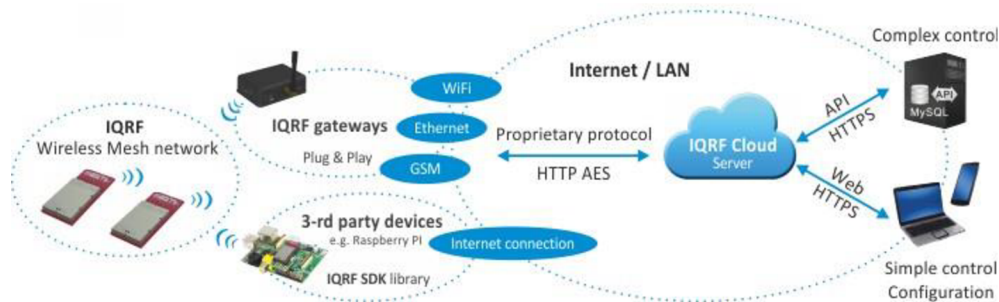 IQRF
Wireless Mesh network
IQRF gateways
Plug & Play
WiFi
Ethernet
GSM
3-rd party devices
e.g. Raspberry PI
IQRF SDK library
Internet connection
Internet / LAN
Proprietary protocol
HTTP AES
IQRF Cloud
Server
API
HTTPS
Web
HTTPS
Complex control
API
MySQL
Simple control
Configuration